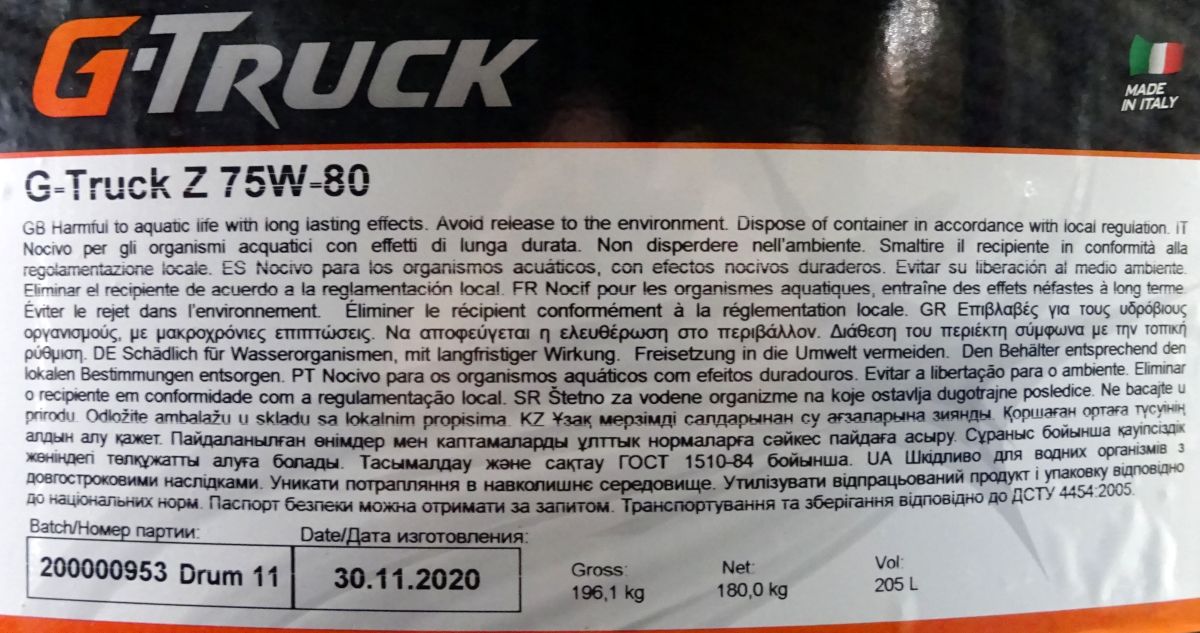 G-TRUCK
MADE
IN ITALY
G-Truck Z 75W-80
GB Harmful to aquatic life with long lasting effects. Avoid release to the environment. Dispose of container in accordance with local regulation. IT
Nocivo per gli organismi acquatici con effetti di lunga durata. Non disperdere nell'ambiente. Smaltire il recipiente in conformità alla
regolamentazione locale. ES Nocivo para los organismos acuáticos, con efectos nocivos duraderos. Evitar su liberación al medio ambiente.
Eliminar el recipiente de acuerdo a la reglamentación local. FR Nocif pour les organismes aquatiques, entraîne des effets néfastes à long terme.
Éviter le rejet dans l'environnement. Éliminer le récipient conformément à la réglementation locale. GR Επιβλαβές για τους υδρόβιους
οργανισμούς, με μακροχρόνιες επιπτώσεις. Να αποφεύγεται η ελευθέρωση στο περιβάλλον. Διάθεση του περιέκτη σύμφωνα με την τοπική
ρύθμιση. DE Schädlich für Wasserorganismen, mit langfristiger Wirkung. Freisetzung in die Umwelt vermeiden. Den Behälter entsprechend den
lokalen Bestimmungen entsorgen. PT Nocivo para os organismos aquáticos com efeitos duradouros. Evitar a libertação para o ambiente. Eliminar
o recipiente em conformidade com a regulamentação local. SR Štetno za vodene organizme na koje ostavlja dugotrajne posledice. Ne bacajte u
prirodu. Odložite ambalažu u skladu sa lokalnim propisima. KZ Ұзақ мерзімді салдарынан су ағзаларына зиянды. Қоршаған ортаға түсуінің
алдын алу қажет. Пайдаланылған өнімдер мен каптамаларды ұлттык нормаларға сәйкес пайдаға асыру. Сұраныс бойынша қауіпсіздік
жөніндегі төлқұжатты алуға болады. Тасымалдау және сақтау ГОСТ 1510-84 бойынша. UA Шкідливо для водних організмів з
довгостроковими наслідками. Уникати потрапляння в навколишнє середовище. Утилізувати відпрацьований продукт і упаковку відповідно
до національних норм. Паспорт безпеки можна отримати за запитом. Транспортування та зберігання відповідно до ДСТУ 4454:2005.
Batch/Номер партии: Date/Дата изготовления:
200000953 Drum 11 30.11.2020
Gross: Net: Vol:
196,1 kg 180,0 kg 205 L